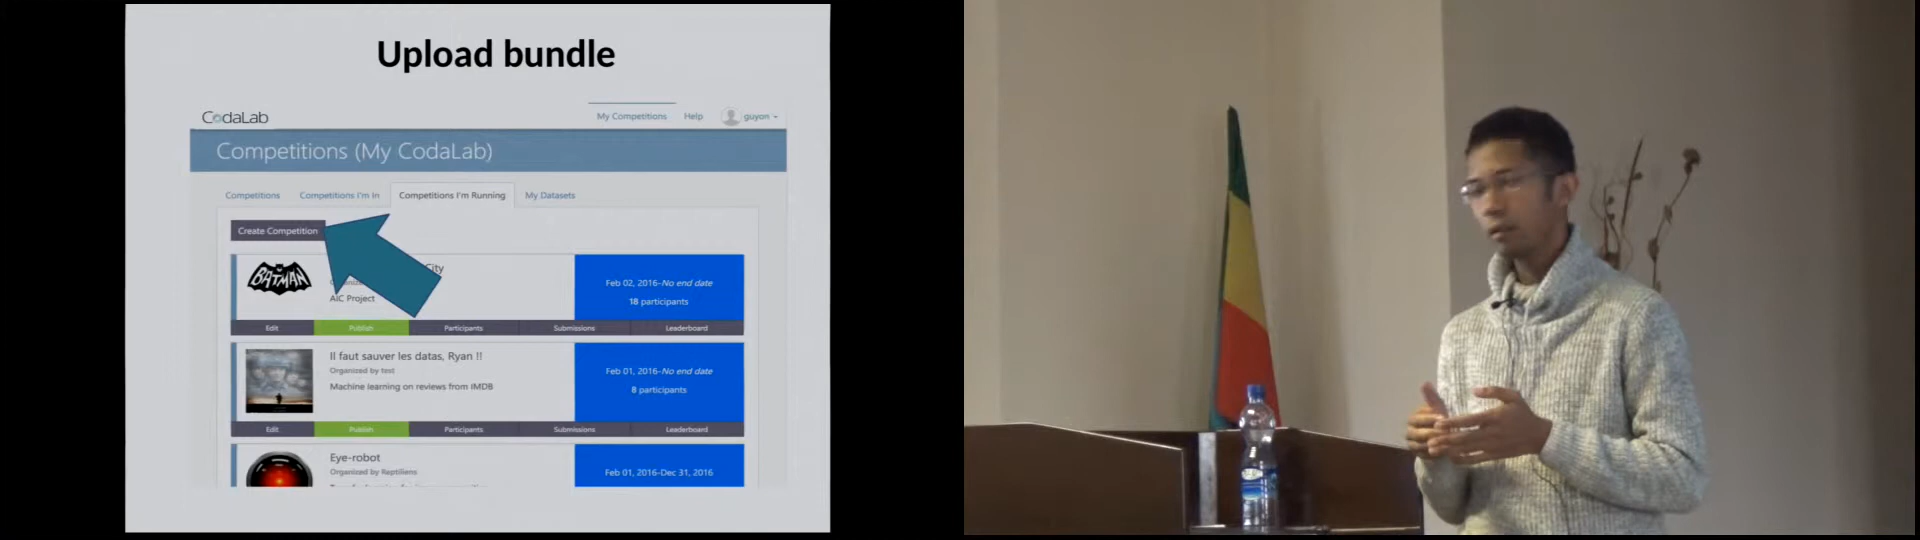 Upload bundle
CodaLab
My Competitions Help guyon
Competitions (My CodaLab)
Competitions Competitions I'm In Competitions I'm Running My Datasets
Create Competition
BATMAN
City
AIC Project
Feb 02, 2016-No end date
18 participants
Edit Publish Participants Submissions Leaderboard
Il faut sauver les datas, Ryan !!
Organized by test
Machine learning on reviews from IMDB
Feb 01, 2016-No end date
8 participants
Edit Publish Participants Submissions Leaderboard
Eye-robot
Organized by Reptiliens
Feb 01, 2016-Dec 31, 2016